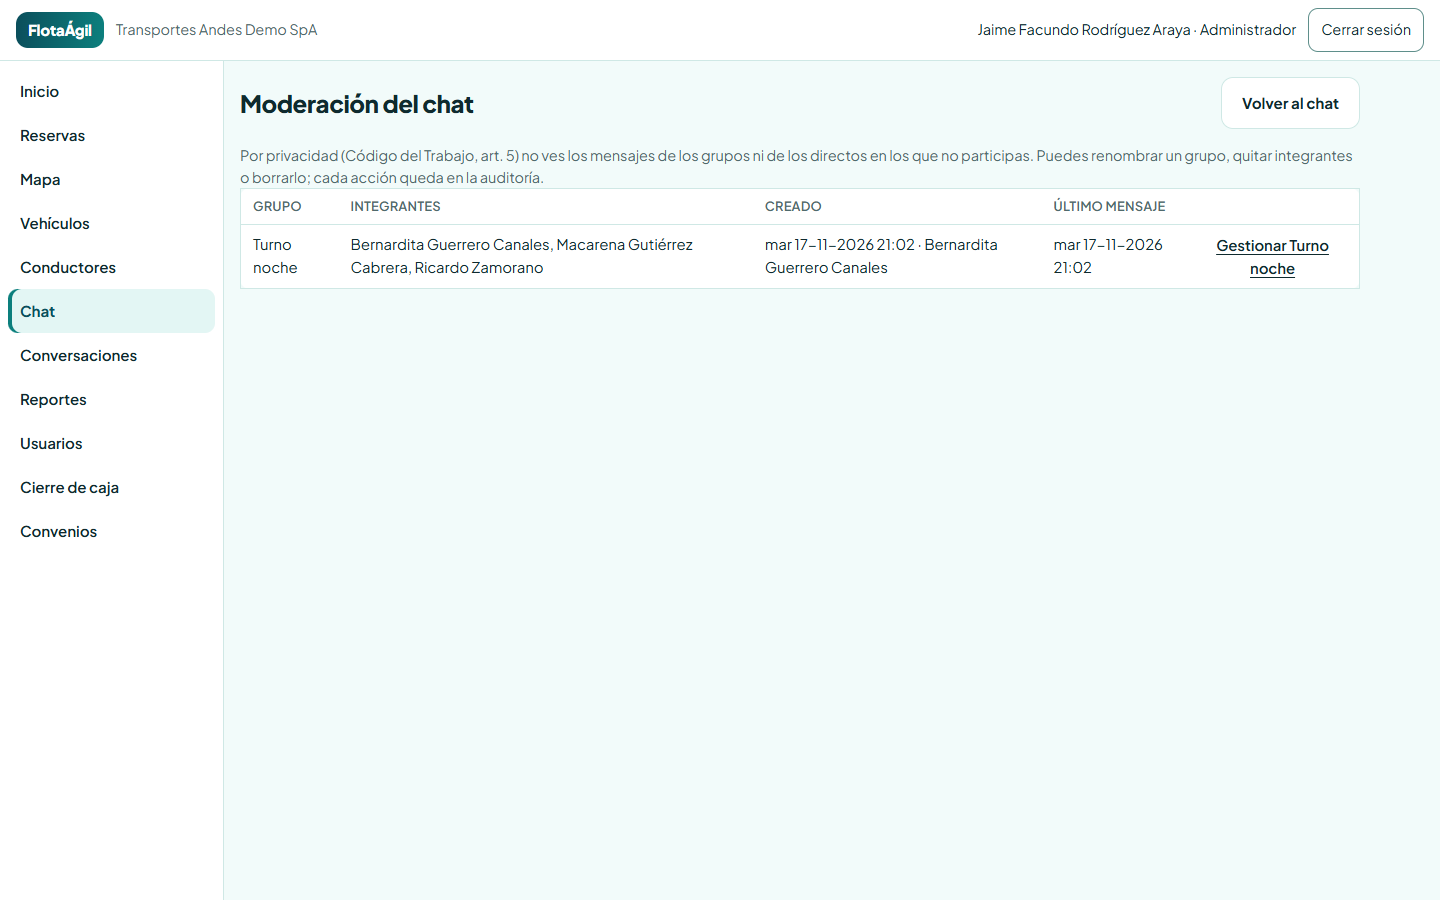 FlotaÁgil
Transportes Andes Demo SpA
Jaime Facundo Rodríguez Araya · Administrador
Cerrar sesión
Inicio
Reservas
Mapa
Vehículos
Conductores
Chat
Conversaciones
Reportes
Usuarios
Cierre de caja
Convenios
Moderación del chat
Volver al chat
Por privacidad (Código del Trabajo, art. 5) no ves los mensajes de los grupos ni de los directos en los que no participas. Puedes renombrar un grupo, quitar integrantes
o borrarlo; cada acción queda en la auditoría.
GRUPO INTEGRANTES CREADO ÚLTIMO MENSAJE
Turno noche
Bernardita Guerrero Canales, Macarena Gutiérrez
Cabrera, Ricardo Zamorano
mar 17-11-2026 21:02 · Bernardita
Guerrero Canales
mar 17-11-2026
21:02
Gestionar Turno
noche